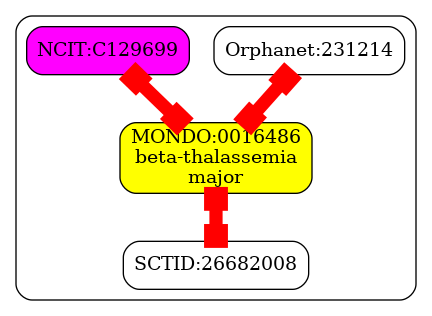 NCIT:C129699
Orphanet:231214
MONDO:0016486
beta-thalassemia
major
SCTID:26682008